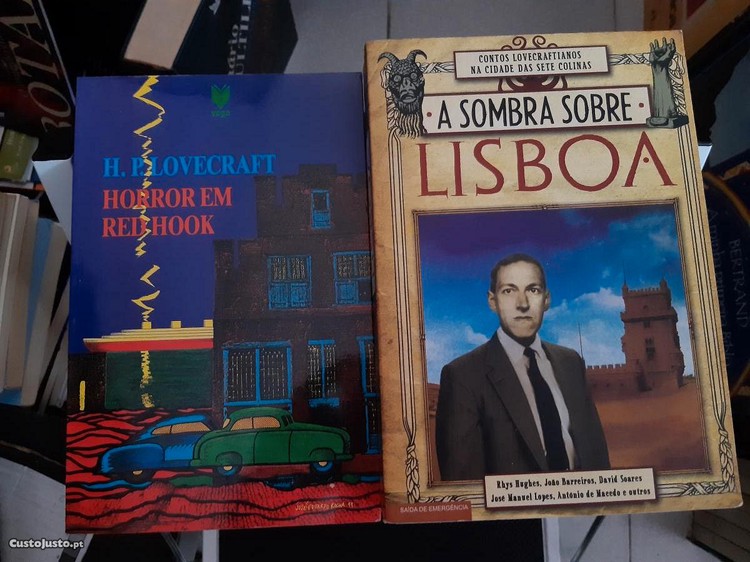 H. P. LOVECRAFT
HORROR EM
RED HOOK
CONTOS LOVECRAFTIANOS
NA CIDADE DAS SETE COLINAS
A SOMBRA SOBRE
LISBOA
Rhys Hughes, João Barreiros, David Soares
José Manuel Lopes, António de Macedo e outros
SAÍDA DE EMERGÊNCIA
BERTRAND
CustoJusto.pt